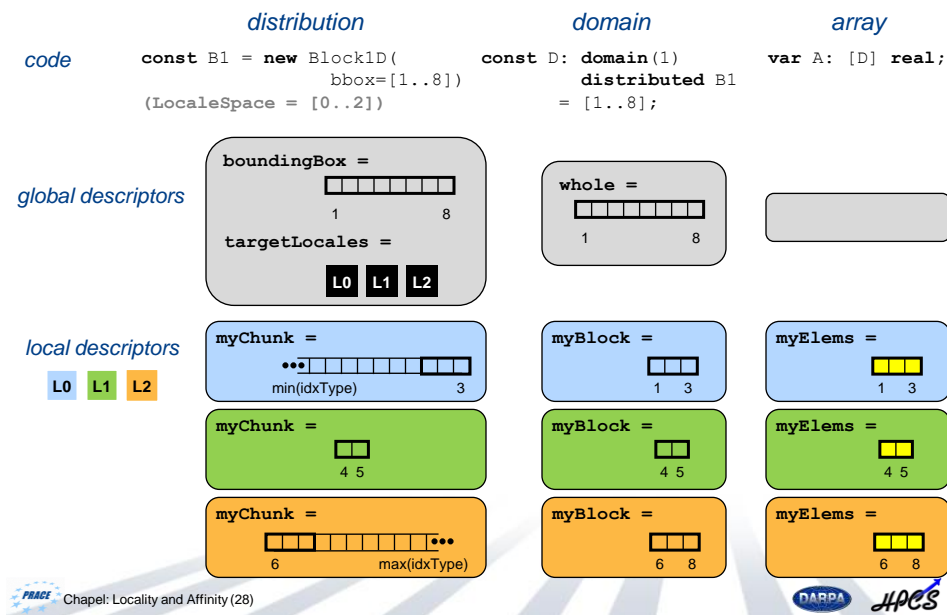 distribution domain array
code const B1 = new Block1D( const D: domain(1) var A: [D] real;
bbox=[1..8]) distributed B1
(LocaleSpace = [0..2]) = [1..8];
global descriptors
boundingBox =
1 8
targetLocales =
L0 L1 L2
whole =
1 8
local descriptors
L0 L1 L2
myChunk = myBlock = myElems =
min(idxType) 3 1 3 1 3
myChunk = myBlock = myElems =
4 5 4 5 4 5
myChunk = myBlock = myElems =
6 max(idxType) 6 8 6 8
PRACE Chapel: Locality and Affinity (28) DARPA HPCS